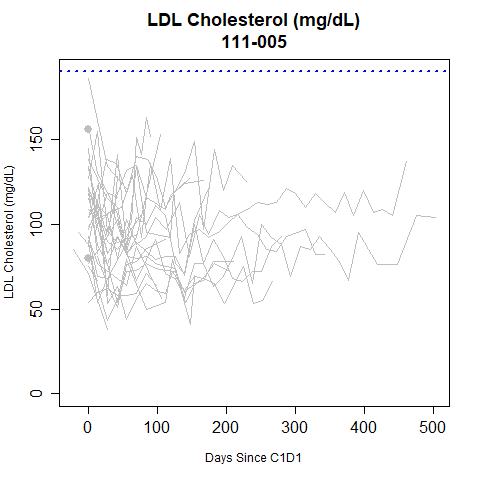 LDL Cholesterol (mg/dL)
111-005
LDL Cholesterol (mg/dL)
150
100
50
0
0 100 200 300 400 500
Days Since C1D1